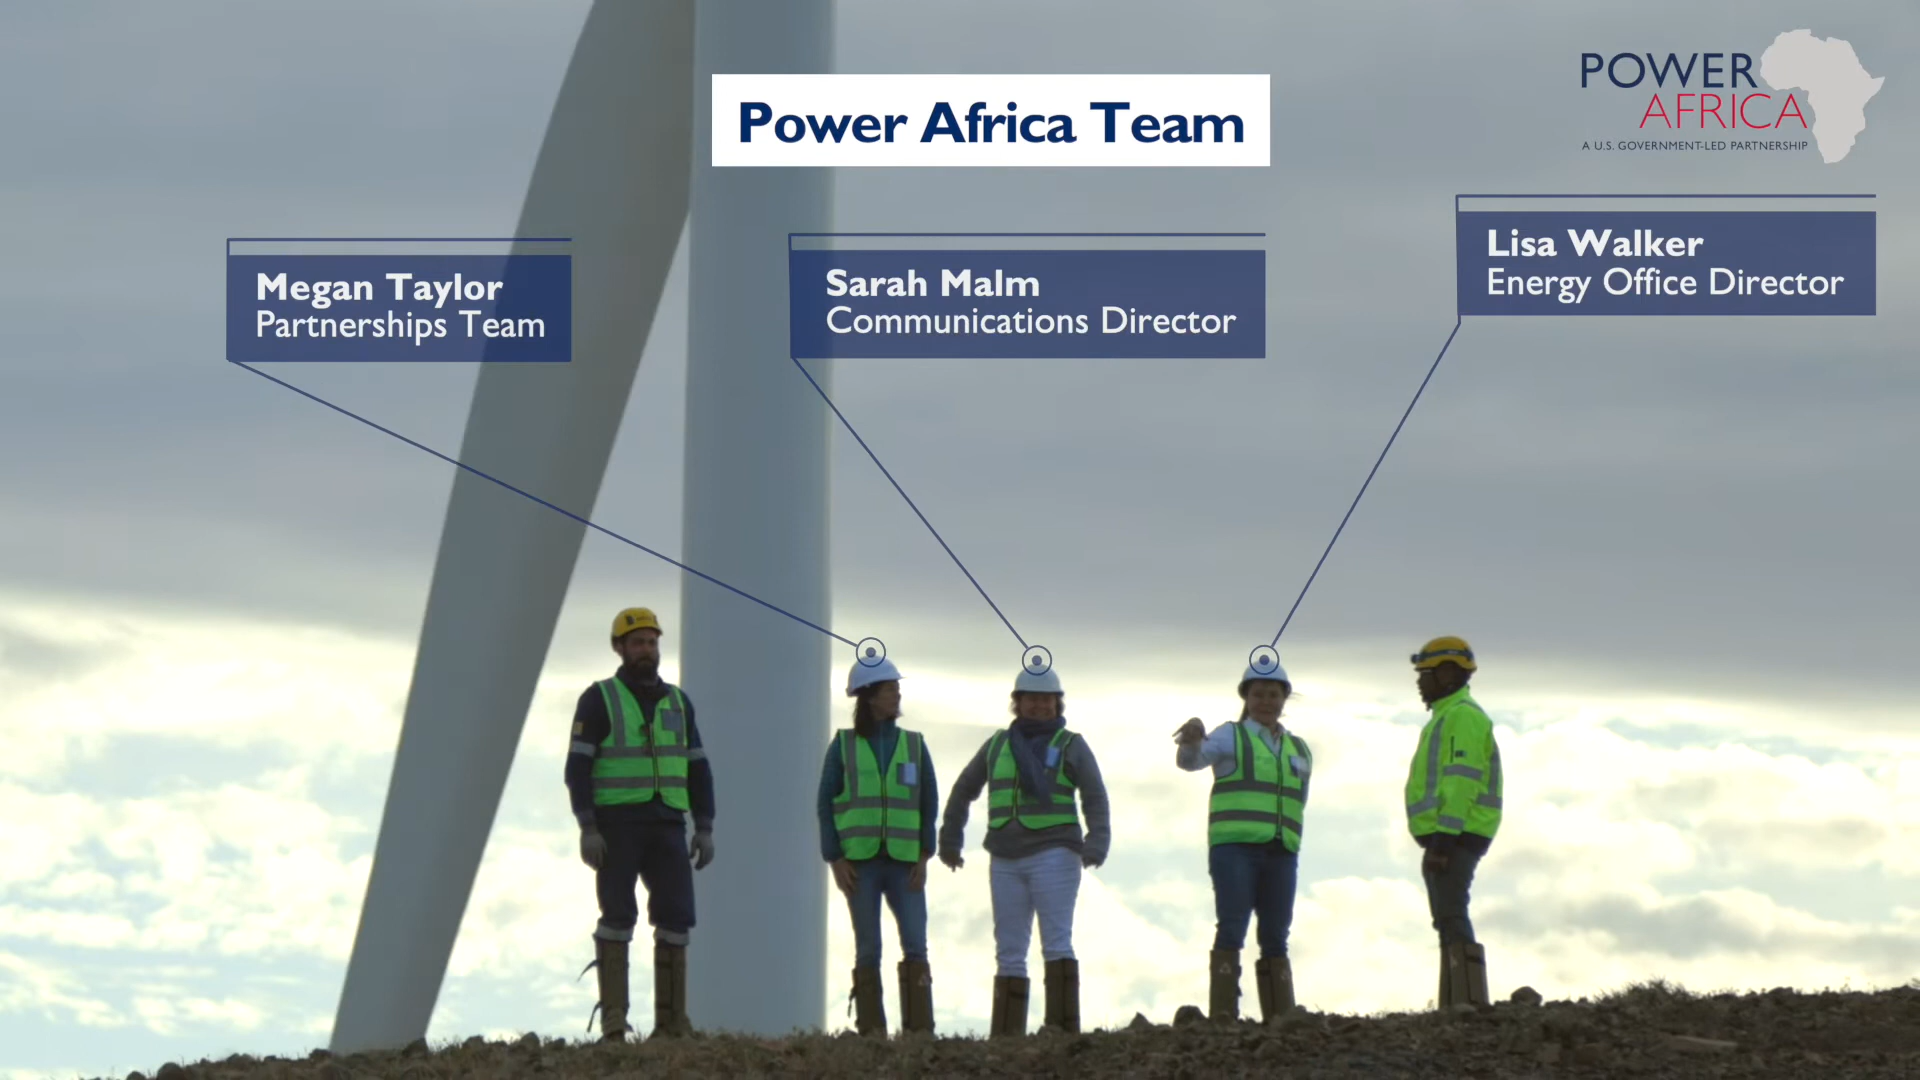 POWER
AFRICA
A U.S. GOVERNMENT-LED PARTNERSHIP
Power Africa Team
Megan Taylor
Partnerships Team
Sarah Malm
Communications Director
Lisa Walker
Energy Office Director